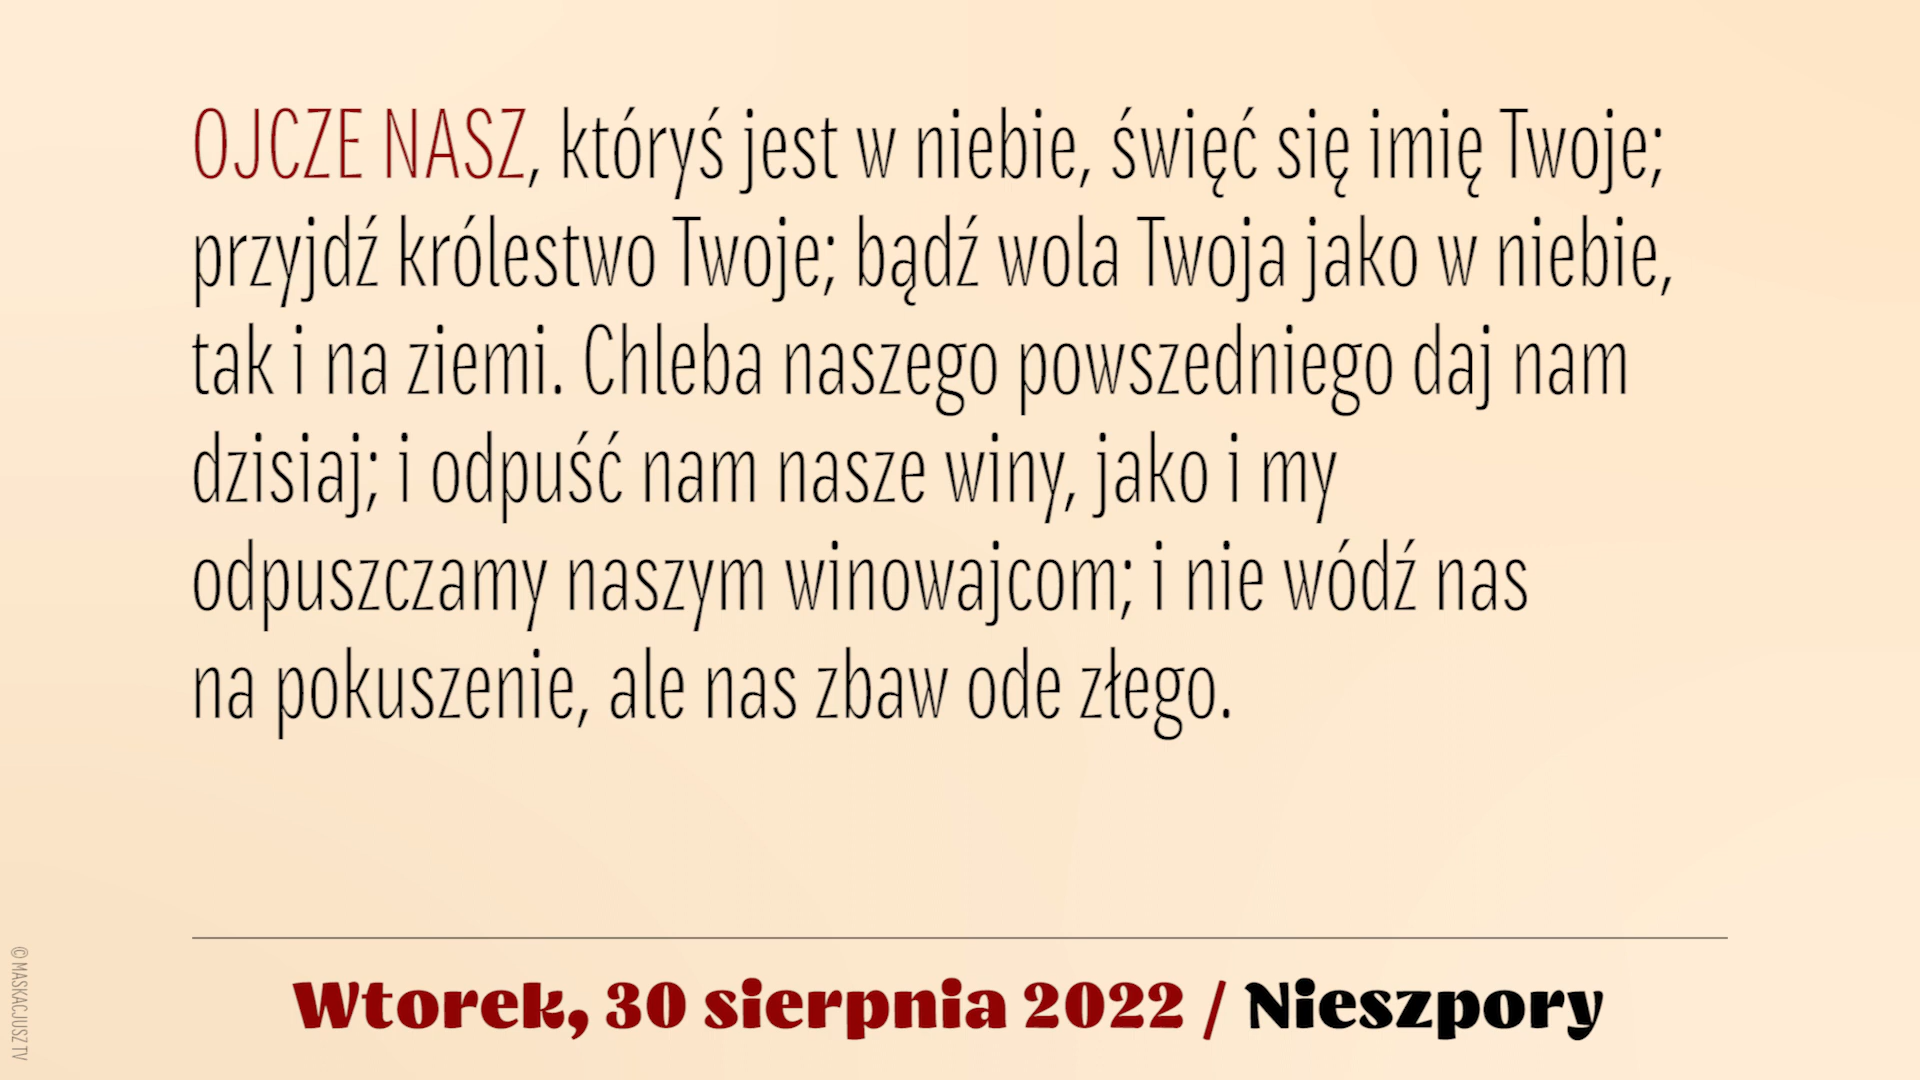 OJCZE NASZ, któryś jest w niebie, święć się imię Twoje;
przyjdź królestwo Twoje; bądź wola Twoja jako w niebie,
tak i na ziemi. Chleba naszego powszedniego daj nam
dzisiaj; i odpuść nam nasze winy, jako i my
odpuszczamy naszym winowajcom; i nie wódź nas
na pokuszenie, ale nas zbaw ode złego.
Wtorek, 30 sierpnia 2022 / Nieszpory
© MASKACJUSZ TV